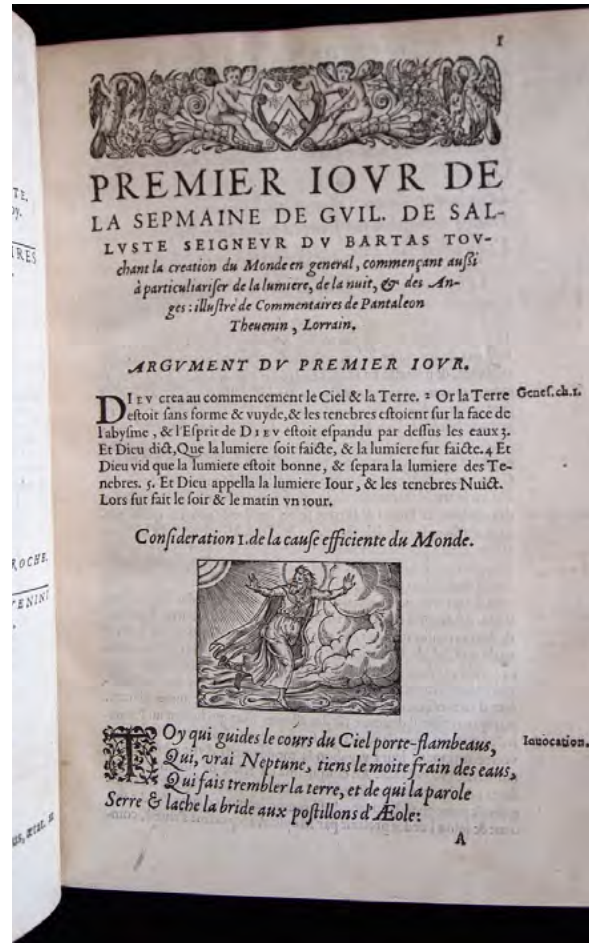 1
PREMIER IOVR DE
LA SEPMAINE DE GVIL. DE SAL-
LVSTE SEIGNEVR DV BARTAS TOV-
chant la creation du Monde en general, commençant auſſi
à particulariſer de la lumiere, de la nuit, & des An-
ges : illuſtré de Commentaires de Pantaleon
Theuenin, Lorrain.
ARGVMENT DV PREMIER IOVR.
DIEV crea au commencement le Ciel & la Terre. 2 Or la Terre
eſtoit ſans forme & vuyde, & les tenebres eſtoient ſur la face de
l'abyſme, & l'Eſprit de DIEV eſtoit eſpandu par deſſus les eaux 3.
Et Dieu dict, Que la lumiere ſoit faicte, & la lumiere fut faicte. 4 Et
Dieu vid que la lumiere eſtoit bonne, & ſepara la lumiere des Te-
nebres. 5. Et Dieu appella la lumiere Iour, & les tenebres Nuict.
Lors fut fait le ſoir & le matin vn iour.
Geneſ. ch. 1.
Conſideration 1. de la cauſe efficiente du Monde.
TOy qui guides le cours du Ciel porte-flambeaus,
Qui, vrai Neptune, tiens le moite frain des eaus,
Qui fais trembler la terre, et de qui la parole
Serre & lache la bride aux poſtillons d'Æole:
Inuocation.
A
TE.
RES
ROCHE.
TENINI